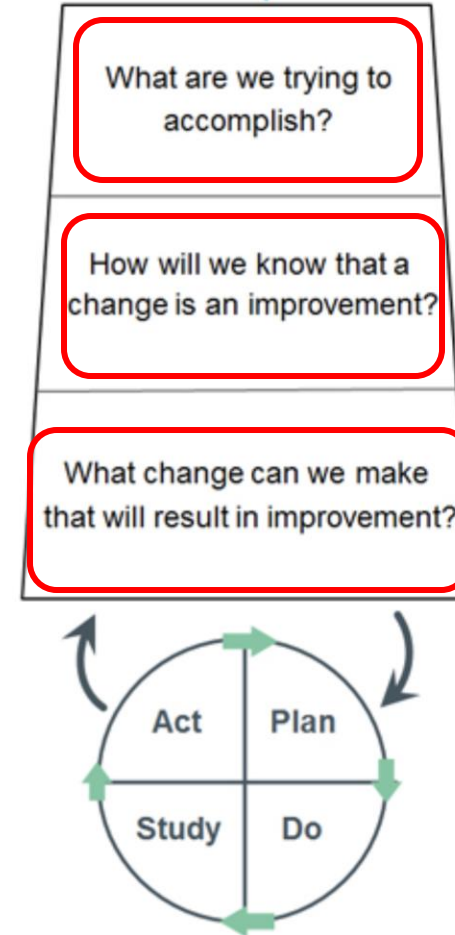 What are we trying to
accomplish?
How will we know that a
change is an improvement?
What change can we make
that will result in improvement?
Act
Plan
Study
Do